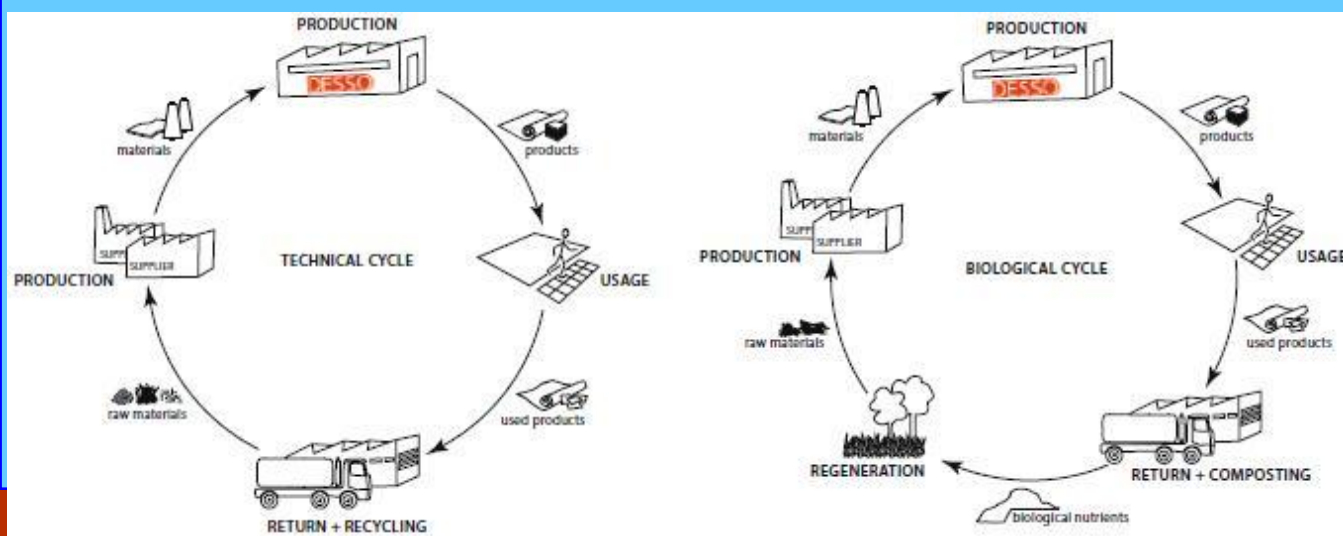 PRODUCTION
DESSO
materials
products
SUPPLIER
PRODUCTION
TECHNICAL CYCLE
USAGE
raw materials
used products
RETURN + RECYCLING
PRODUCTION
DESSO
materials
products
SUPPLIER
PRODUCTION
BIOLOGICAL CYCLE
USAGE
raw materials
used products
REGENERATION
RETURN + COMPOSTING
biological nutrients